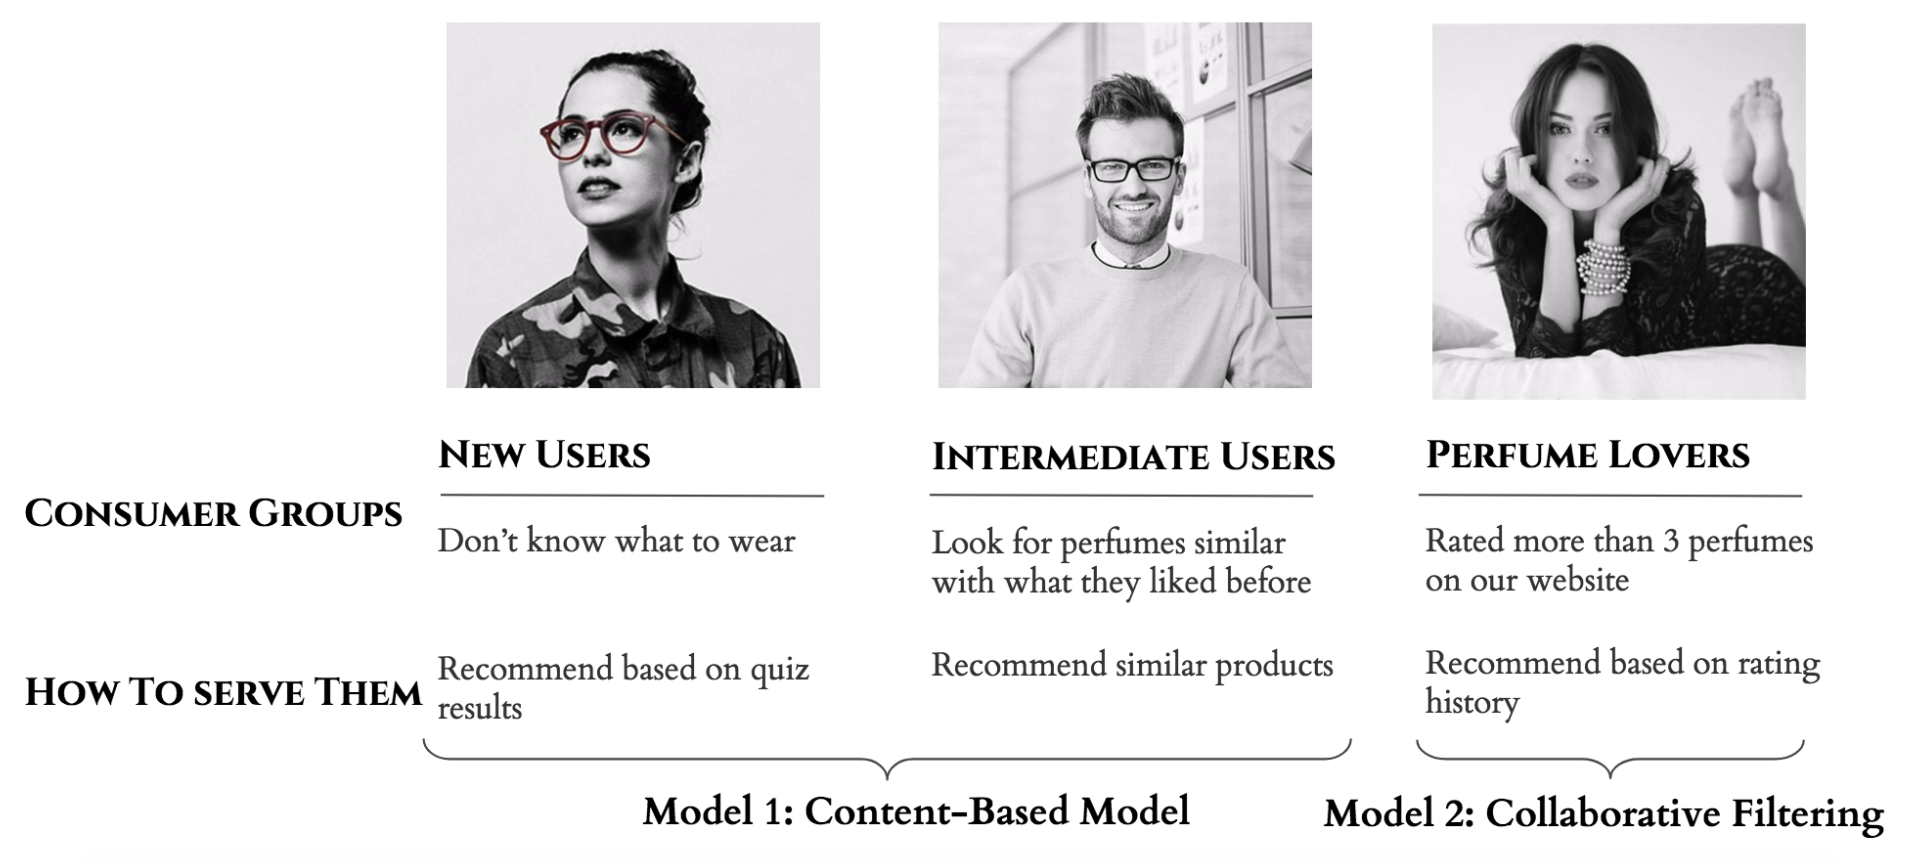 New Users
Intermediate Users
Perfume Lovers
Consumer Groups
Don't know what to wear
Look for perfumes similar
with what they liked before
Rated more than 3 perfumes
on our website
How To serve Them
Recommend based on quiz
results
Recommend similar products
Recommend based on rating
history
Model 1: Content-Based Model
Model 2: Collaborative Filtering